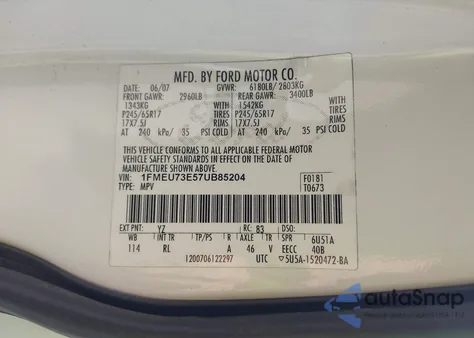 MFD. BY FORD MOTOR CO.
DATE: 06/07 GVWR: 6180LB/ 2803KG
FRONT GAWR: 2960LB REAR GAWR: 3400LB
1343KG WITH 1542KG WITH
P245/65R17 TIRES P245/65R17 TIRES
17X7.5J RIMS 17X7.5J RIMS
AT 240 kPa/ 35 PSI COLD AT 240 kPa/ 35 PSI COLD
THIS VEHICLE CONFORMS TO ALL APPLICABLE FEDERAL MOTOR
VEHICLE SAFETY STANDARDS IN EFFECT ON THE DATE OF
MANUFACTURE SHOWN ABOVE.
VIN: 1FMEU73E57UB85204 F0181
TYPE: MPV T0673
EXT PNT: YZ RC: 83 DSO:
WB INT TR TP/PS R AXLE TR SPR 6U51A
114 RL A 46 V EECC 40B
1200706122297 UTC 5U5A-1520472-BA
autoSnap